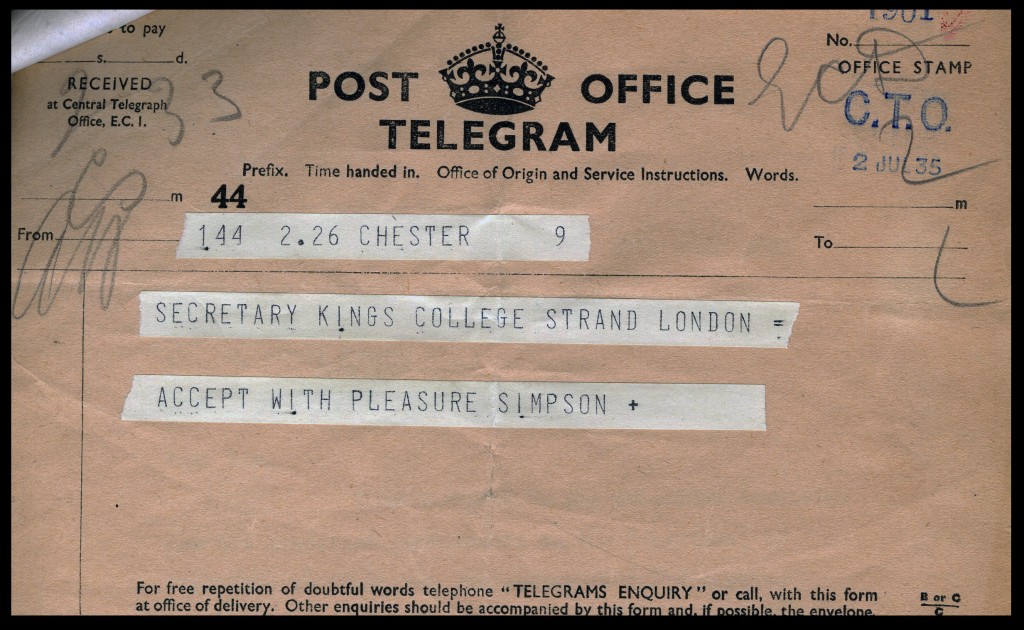 to pay
s. d.
RECEIVED
at Central Telegraph
Office, E.C.1.
POST OFFICE
TELEGRAM
No.
OFFICE STAMP
C.T.O.
2 JUL 35
Prefix. Time handed in. Office of Origin and Service Instructions. Words.
m 44
m
From
144 2.26 CHESTER 9
To
SECRETARY KINGS COLLEGE STRAND LONDON =
ACCEPT WITH PLEASURE SIMPSON +
For free repetition of doubtful words telephone "TELEGRAMS ENQUIRY" or call, with this form
at office of delivery. Other enquiries should be accompanied by this form and, if possible, the envelope.
B or C
C